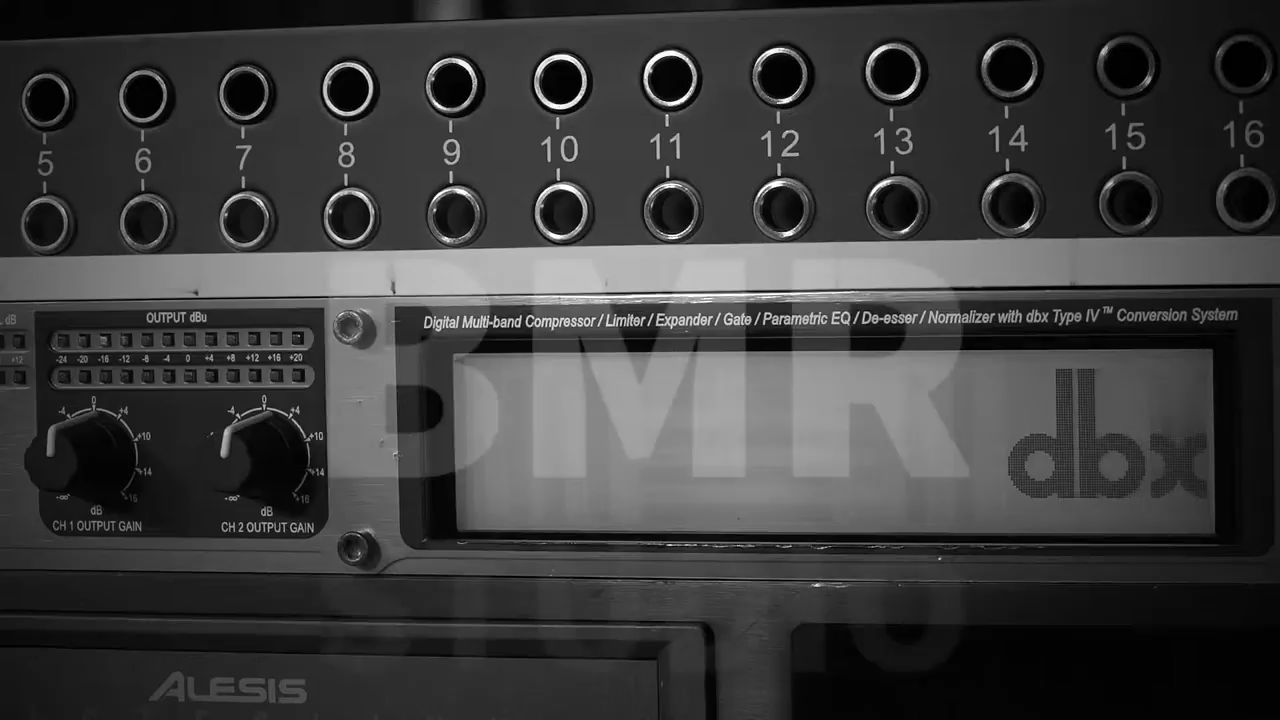 5 6 7 8 9 10 11 12 13 14 15 16
L dB
OUTPUT dBu
+12
-24 -20 -16 -12 -8 -4 0 +4 +8 +12 +16 +20
Digital Multi-band Compressor / Limiter / Expander / Gate / Parametric EQ / De-esser / Normalizer with dbx Type IV™ Conversion System
BMR
dbx
-4 0 +4 +10 +14 +16 -∞
dB
CH 1 OUTPUT GAIN
-4 0 +4 +10 +14 +16 -∞
dB
CH 2 OUTPUT GAIN
ALESIS